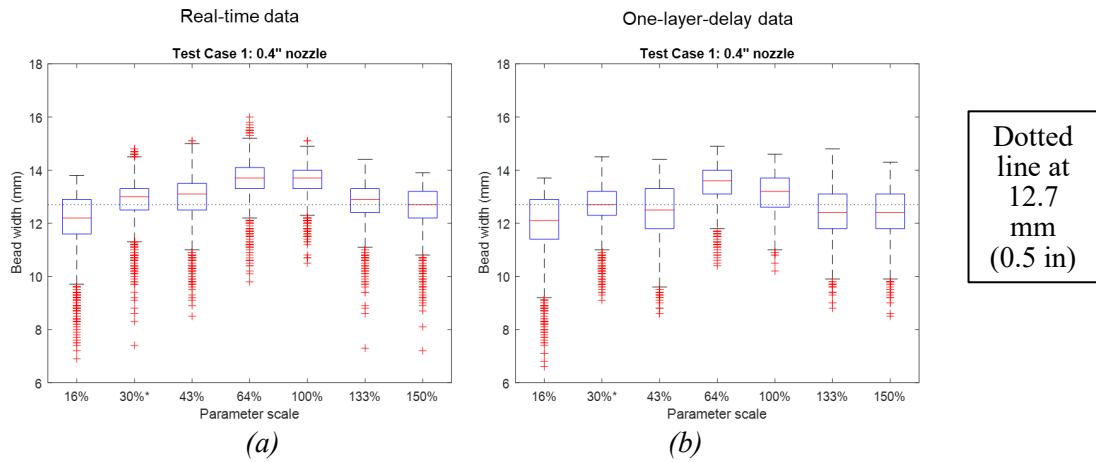 Real-time data
One-layer-delay data
Test Case 1: 0.4" nozzle
Bead width (mm)
18
16
14
12
10
8
6
16% 30%* 43% 64% 100% 133% 150%
Parameter scale
(a)
Test Case 1: 0.4" nozzle
Bead width (mm)
18
16
14
12
10
8
6
16% 30%* 43% 64% 100% 133% 150%
Parameter scale
(b)
Dotted
line at
12.7
mm
(0.5 in)